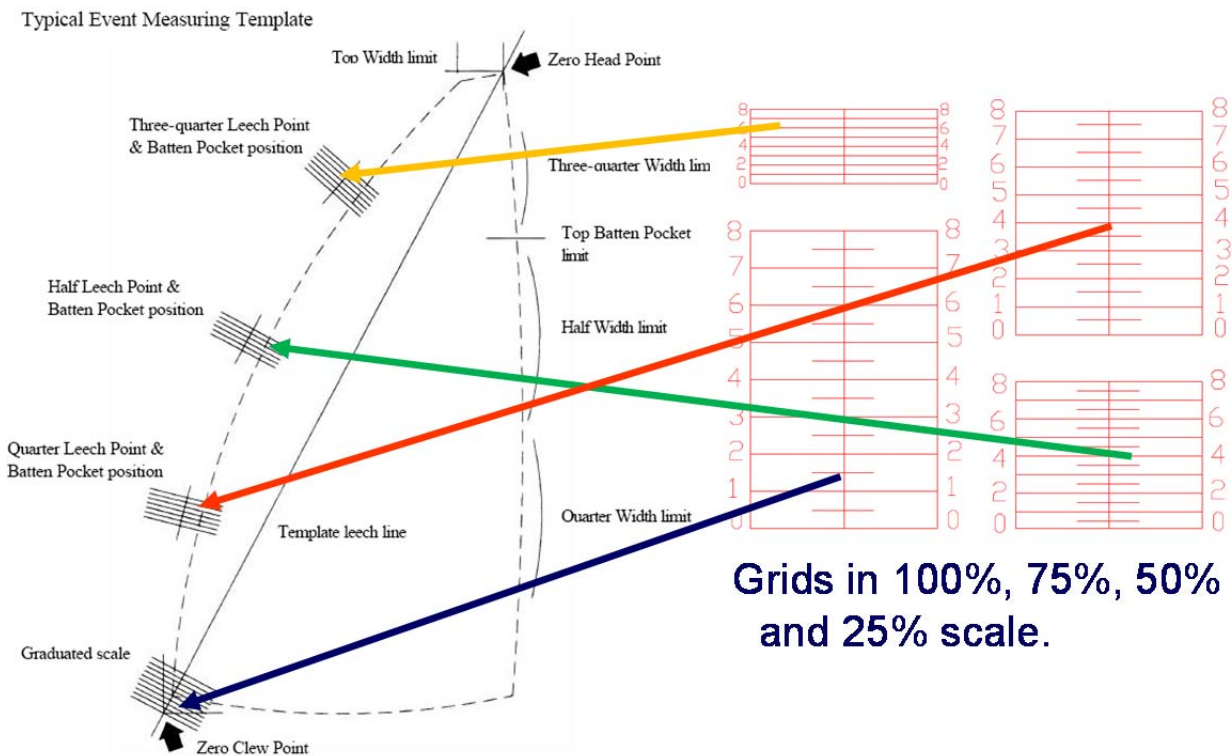 Typical Event Measuring Template
Top Width limit
Zero Head Point
Three-quarter Leech Point
& Batten Pocket position
Three-quarter Width lim
Top Batten Pocket
limit
Half Leech Point &
Batten Pocket position
Half Width limit
Quarter Leech Point &
Batten Pocket position
Template leech line
Quarter Width limit
Graduated scale
Zero Clew Point
8 8
6 6
4 4
2 2
0 0
8 8
7 7
6 6
5 5
4 4
3 3
2 2
1 1
0 0
8 8
7 7
6 6
5 5
4 4
3 3
2 2
1 1
0 0
8 8
6 6
4 4
2 2
0 0
Grids in 100%, 75%, 50%
and 25% scale.